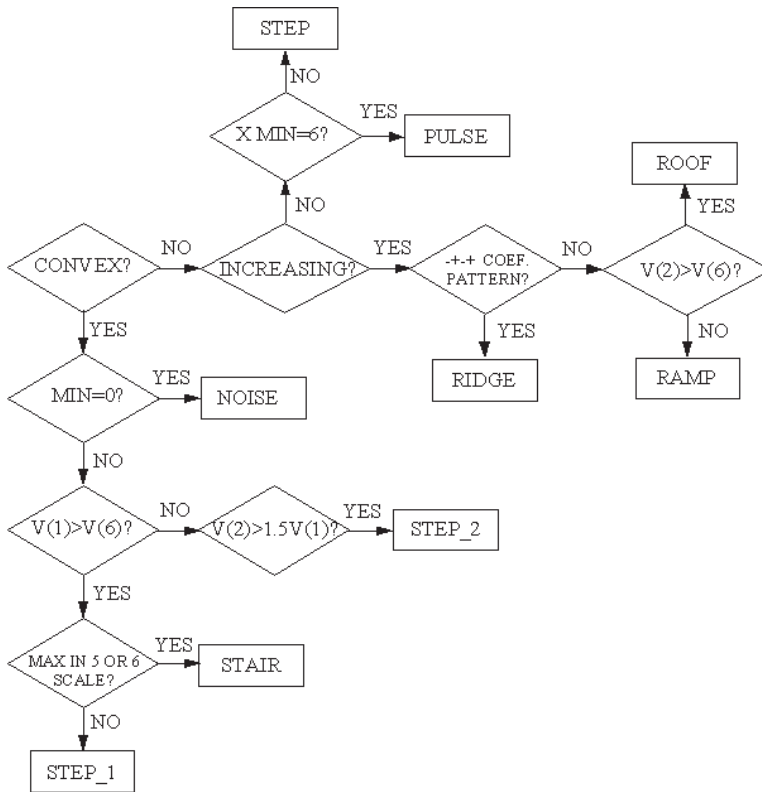 STEP
NO
X MIN=6?
YES
PULSE
NO
ROOF
YES
CONVEX?
NO
INCREASING?
YES
-+-+ COEF.
PATTERN?
NO
V(2)>V(6)?
YES
YES
NO
RIDGE
RAMP
MIN=0?
YES
NOISE
NO
V(1)>V(6)?
NO
V(2)>1.5V(1)?
YES
STEP_2
YES
MAX IN 5 OR 6
SCALE?
YES
STAIR
NO
STEP_1